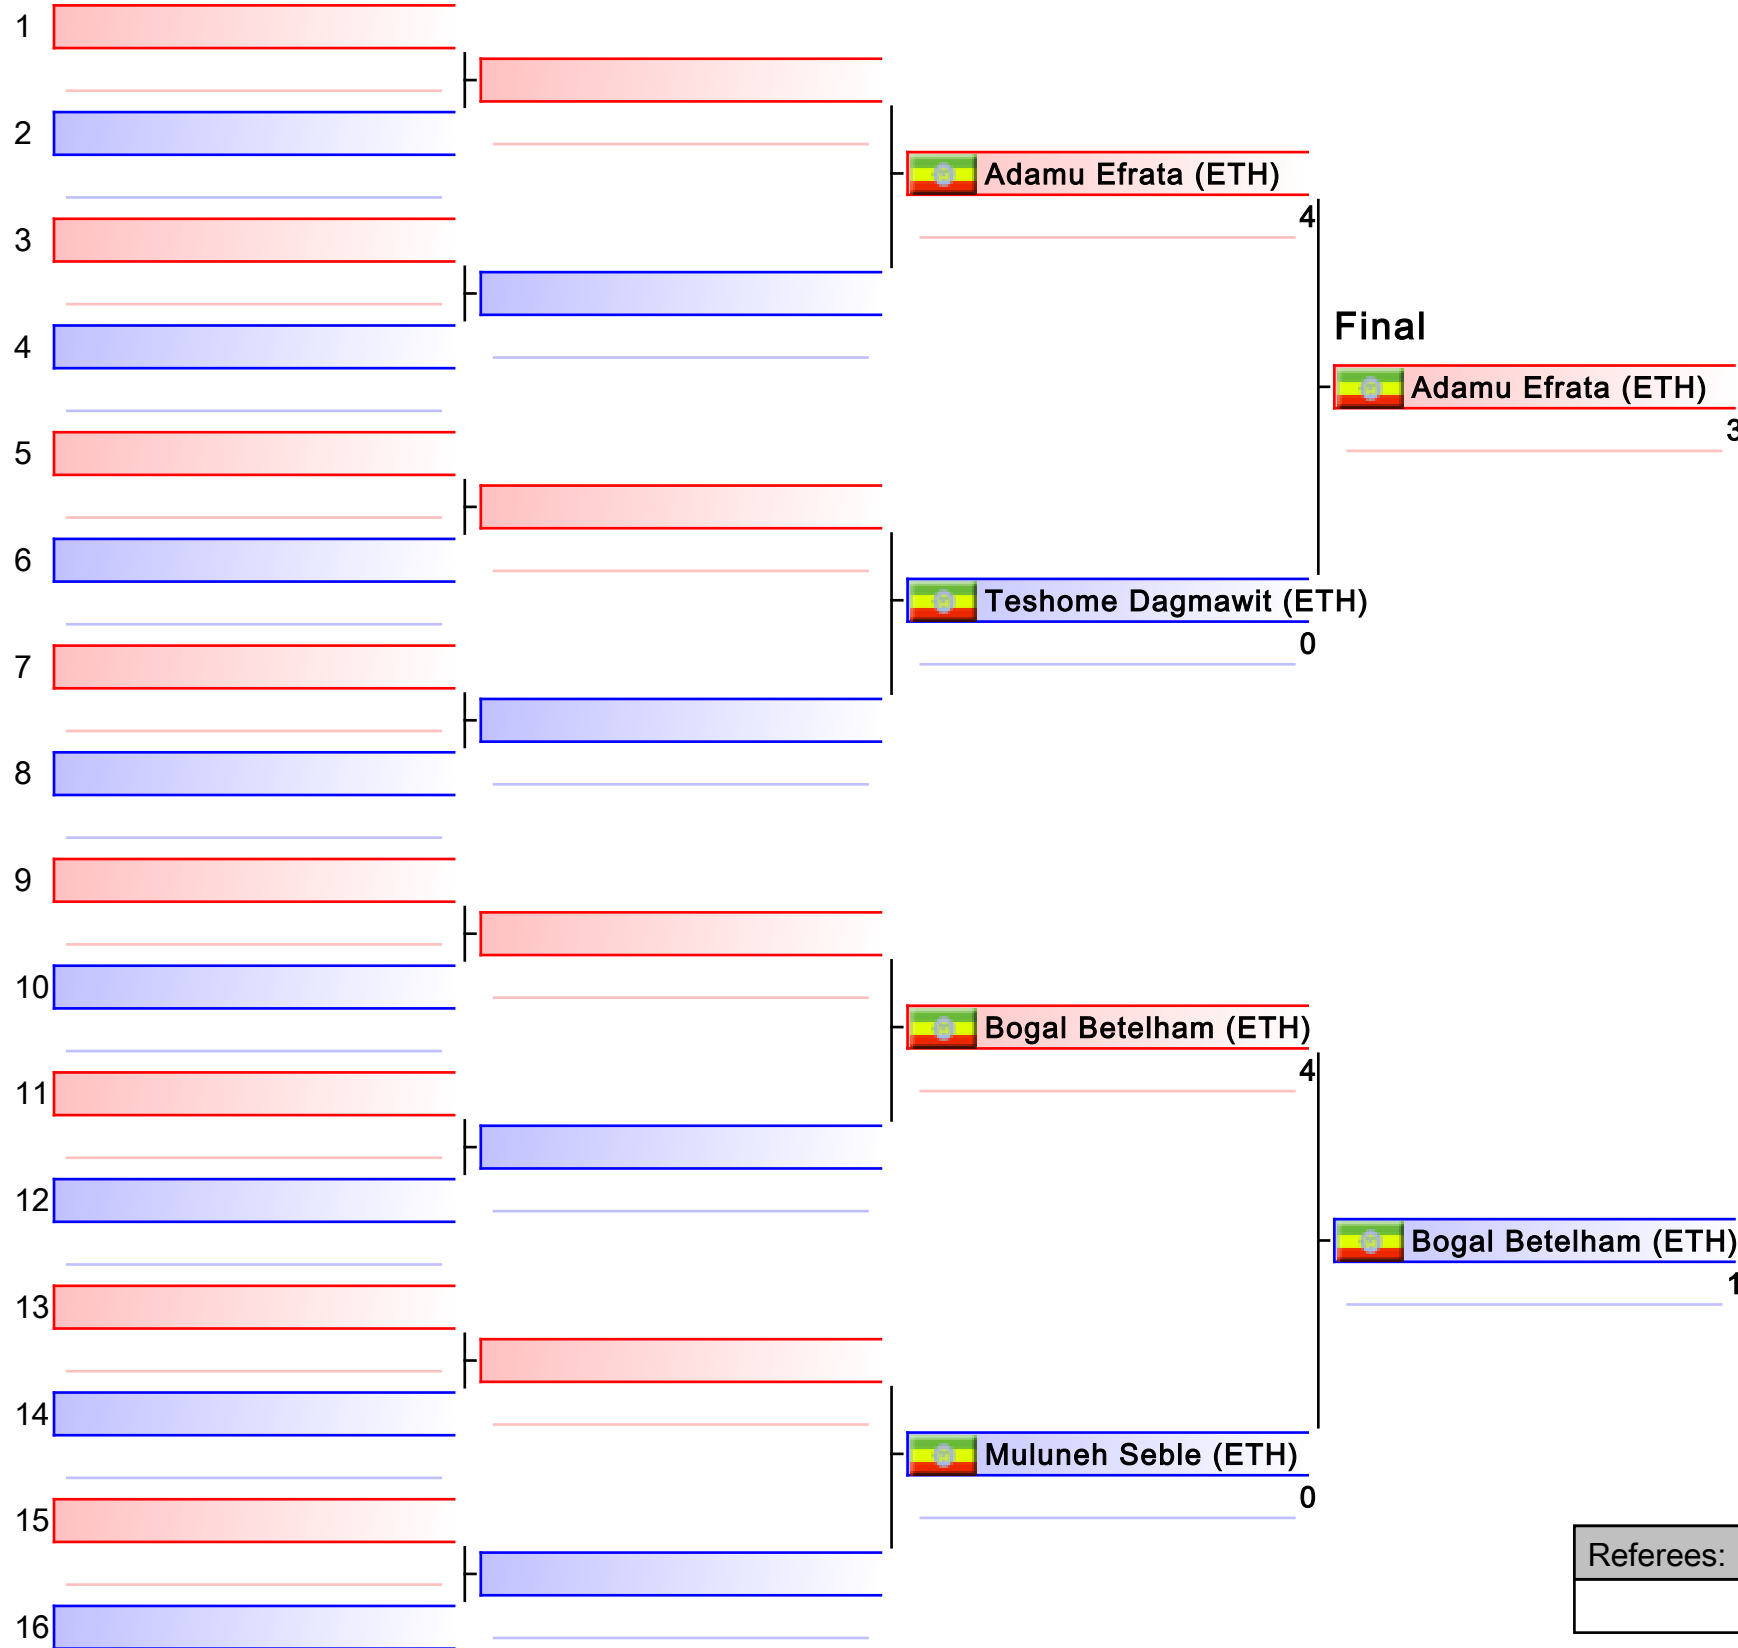 1
2
Adamu Efrata (ETH)
4
3
Final
4
Adamu Efrata (ETH)
3
5
6
Teshome Dagmawit (ETH)
0
7
8
9
10
Bogal Betelham (ETH)
4
11
12
Bogal Betelham (ETH)
1
13
14
Muluneh Seble (ETH)
0
15
Referees:
16